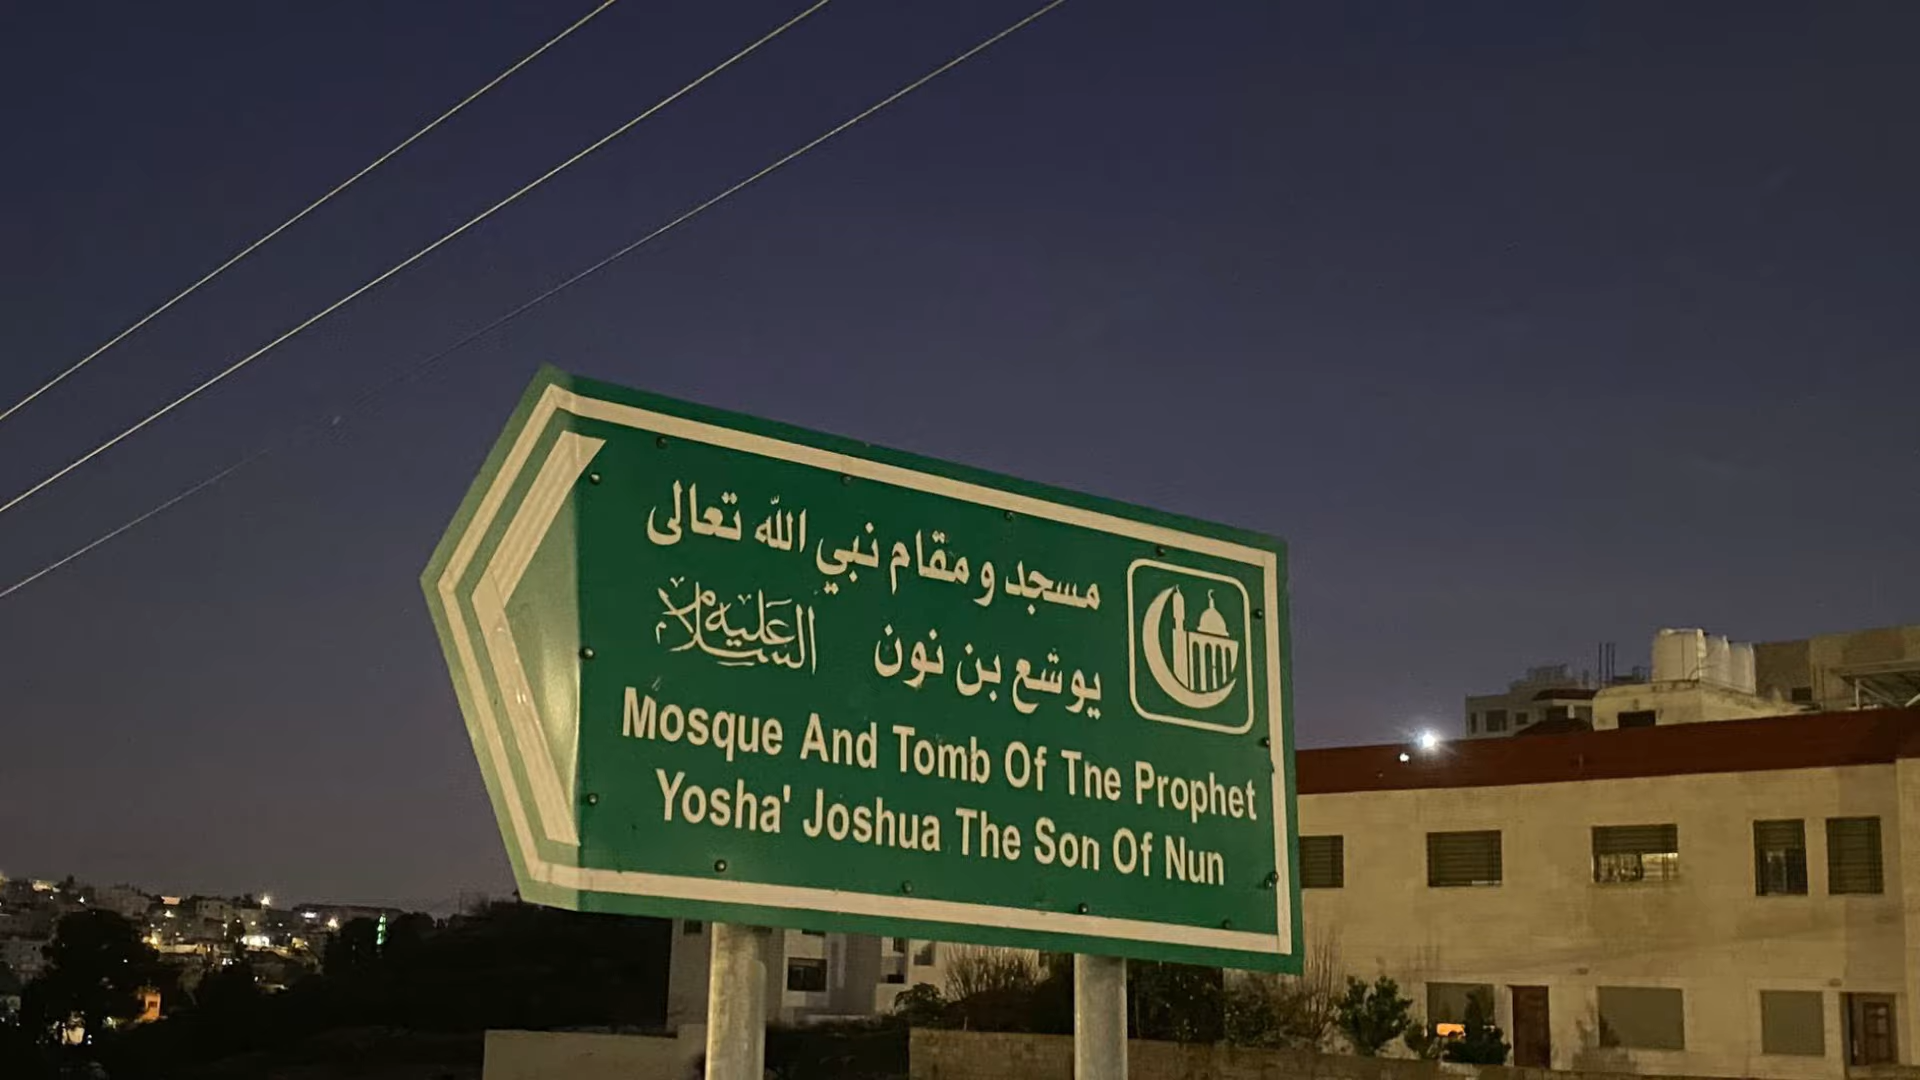 مسجد و مقام نبي الله تعالى
يوشع بن نون عليه السلام
Mosque And Tomb Of Tne Prophet
Yosha' Joshua The Son Of Nun